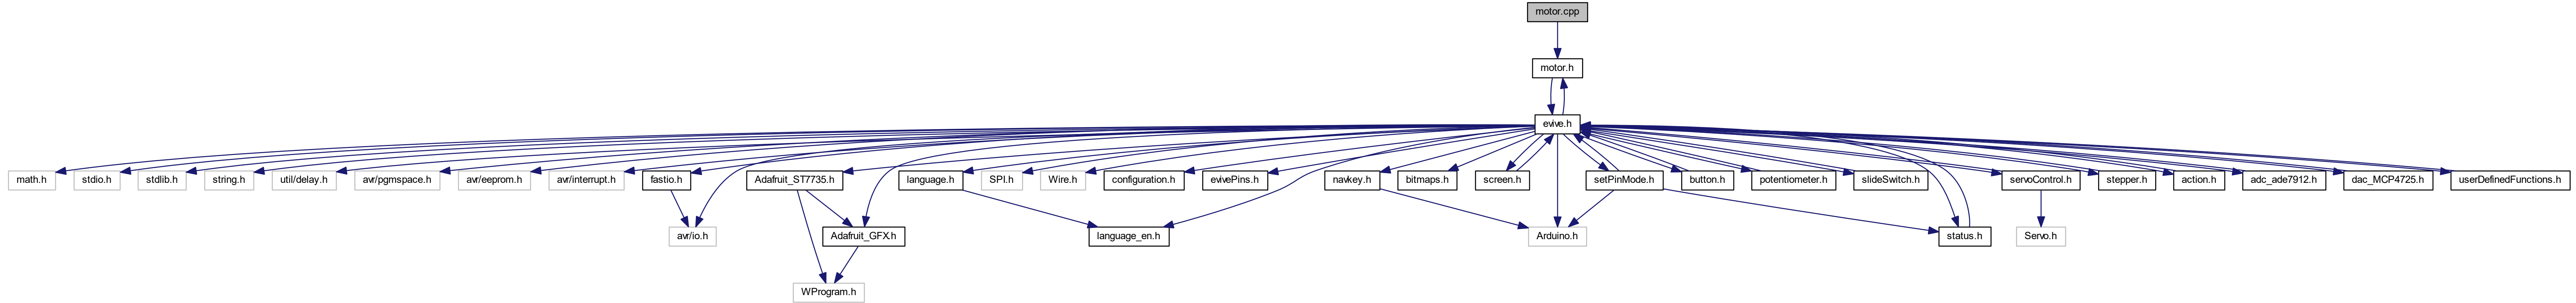 motor.cpp
motor.h
evive.h
math.h
stdio.h
stdlib.h
string.h
util/delay.h
avr/pgmspace.h
avr/eeprom.h
avr/interrupt.h
fastio.h
Adafruit_ST7735.h
language.h
SPI.h
Wire.h
configuration.h
evivePins.h
navkey.h
bitmaps.h
screen.h
setPinMode.h
button.h
potentiometer.h
slideSwitch.h
servoControl.h
stepper.h
action.h
adc_ade7912.h
dac_MCP4725.h
userDefinedFunctions.h
avr/io.h
Adafruit_GFX.h
language_en.h
Arduino.h
status.h
Servo.h
WProgram.h